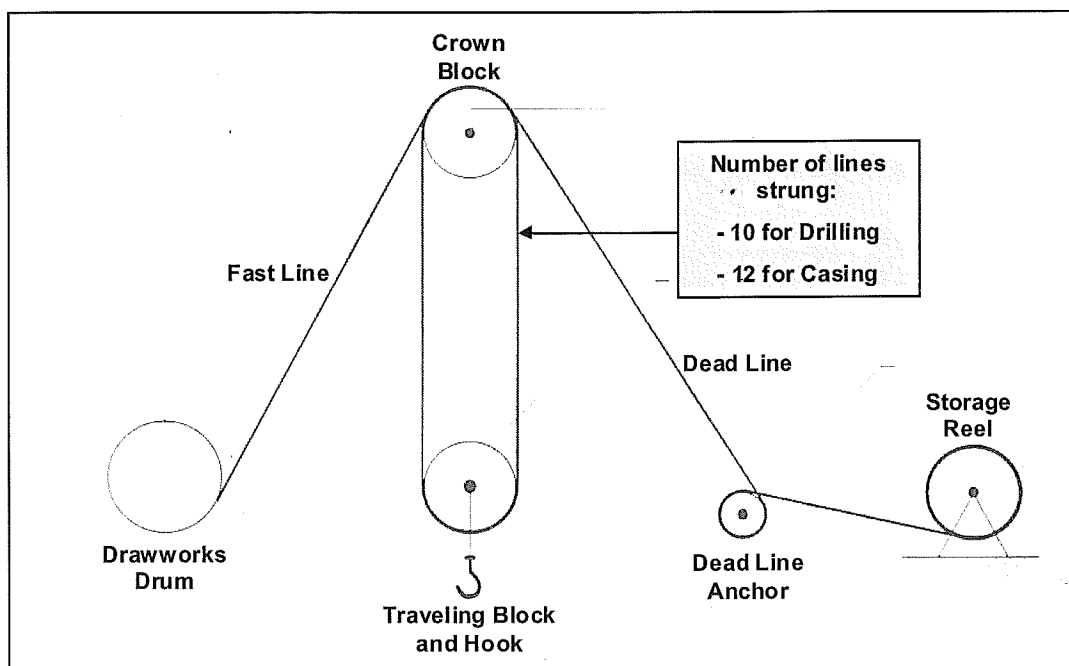 Crown
Block
Number of lines
strung:
- 10 for Drilling
- 12 for Casing
Fast Line
Dead Line
Storage
Reel
Drawworks
Drum
Traveling Block
and Hook
Dead Line
Anchor